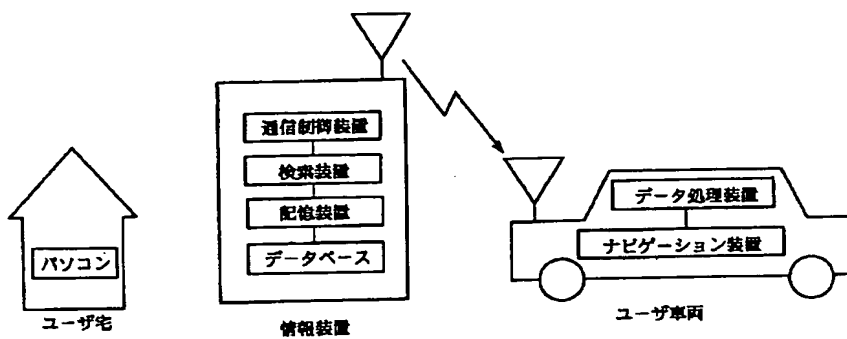 パソコン
ユーザ宅
通信制御装置
検索装置
記憶装置
データベース
情報装置
データ処理装置
ナビゲーション装置
ユーザ車両